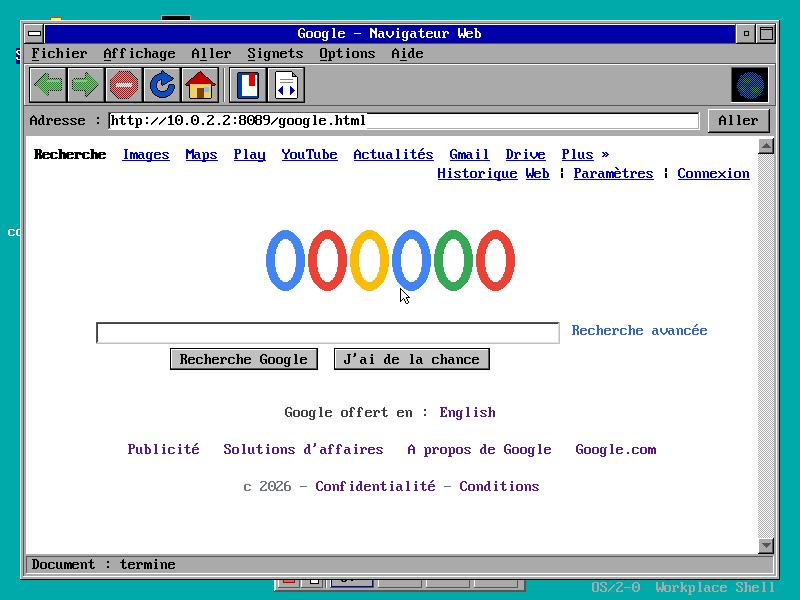 Google - Navigateur Web
Fichier Affichage Aller Signets Options Aide
Adresse : http://10.0.2.2:8089/google.html Aller
Recherche Images Maps Play YouTube Actualités Gmail Drive Plus »
Historique Web ¦ Paramètres ¦ Connexion
Recherche avancée
Recherche Google J'ai de la chance
Google offert en : English
Publicité Solutions d'affaires A propos de Google Google.com
c 2026 - Confidentialité - Conditions
Document : termine
OS/2-0 Workplace Shell